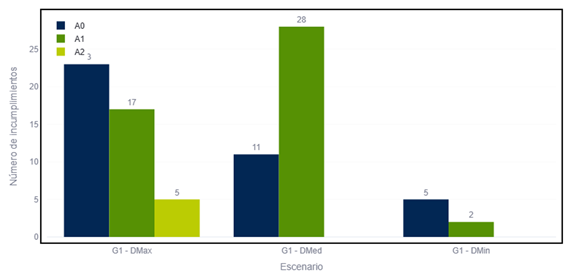 A0
A1
A2
3
17
5
11
28
5
2
25
20
15
10
5
0
Número de incumplimientos
G1 - DMax
G1 - DMed
G1 - DMin
Escenario